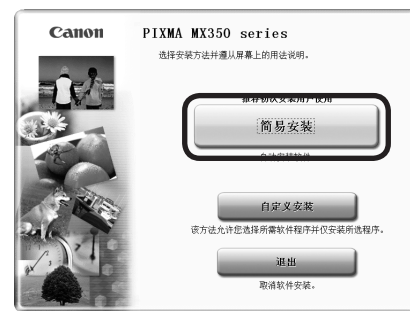 Canon
PIXMA MX350 series
选择安装方法并遵从屏幕上的用法说明。
推荐初次安装用户使用
简易安装
自动安装软件
自定义安装
该方法允许您选择所需软件程序并仅安装所选程序。
退出
取消软件安装。